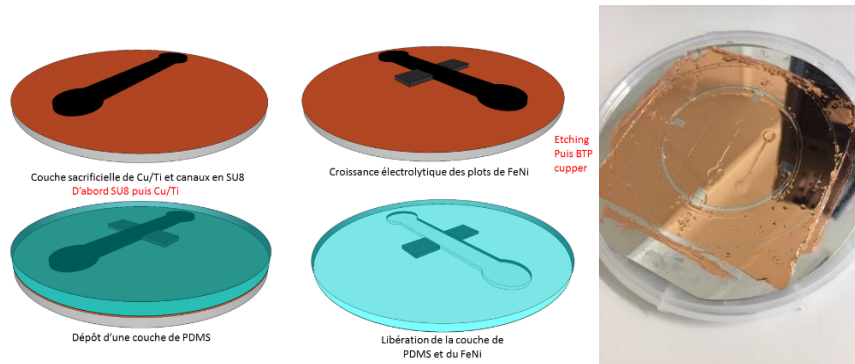 Couche sacrificielle de Cu/Ti et canaux en SU8
D'abord SU8 puis Cu/Ti
Croissance électrolytique des plots de FeNi
Etching
Puis BTP
cupper
Dépôt d'une couche de PDMS
Libération de la couche de
PDMS et du FeNi